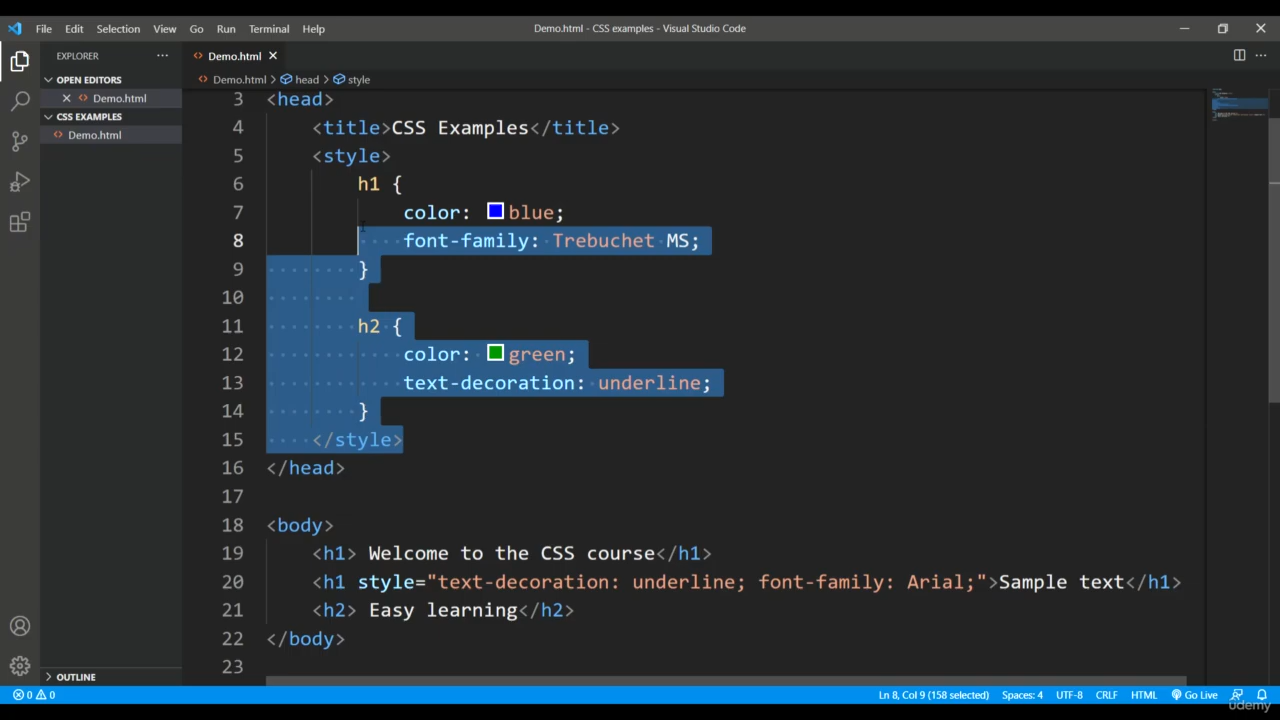 File Edit Selection View Go Run Terminal Help
Demo.html - CSS examples - Visual Studio Code
EXPLORER
OPEN EDITORS
Demo.html
CSS EXAMPLES
Demo.html
OUTLINE
Demo.html
Demo.html > head > style
3 <head>
4 <title>CSS Examples</title>
5 <style>
6 h1 {
7 color: blue;
8 font-family: Trebuchet MS;
9 }
10
11 h2 {
12 color: green;
13 text-decoration: underline;
14 }
15 </style>
16 </head>
17
18 <body>
19 <h1> Welcome to the CSS course</h1>
20 <h1 style="text-decoration: underline; font-family: Arial;">Sample text</h1>
21 <h2> Easy learning</h2>
22 </body>
23
0 0 Ln 8, Col 9 (158 selected) Spaces: 4 UTF-8 CRLF HTML Go Live
udemy